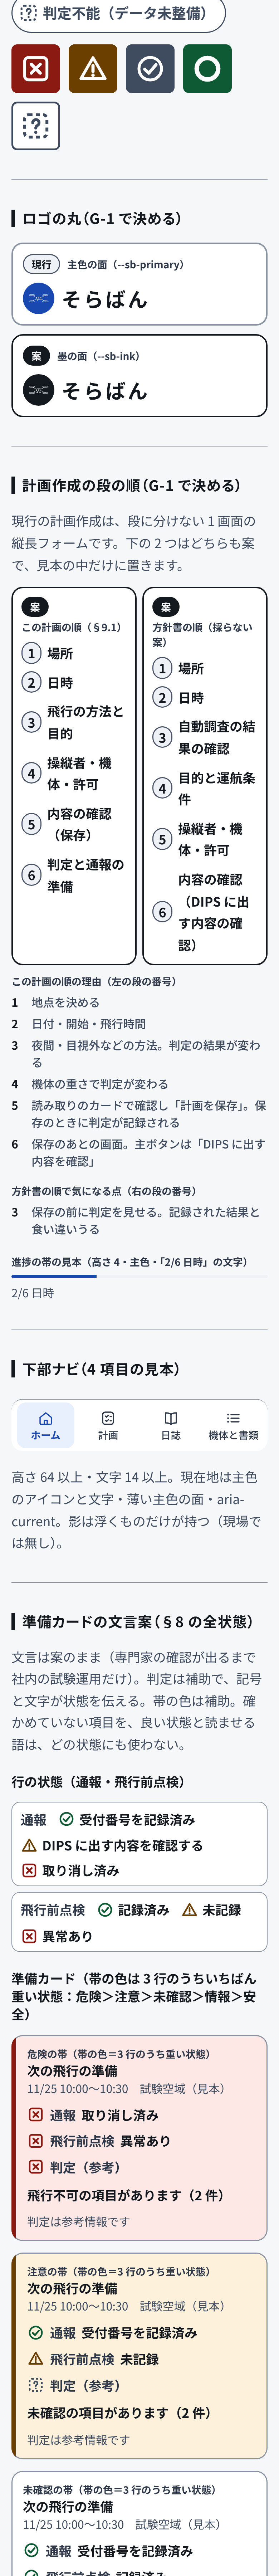 判定不能（データ未整備）
ロゴの丸（G-1 で決める）
現行 主色の面（--sb-primary）
そらばん
案 墨の面（--sb-ink）
そらばん
計画作成の段の順（G-1 で決める）
現行の計画作成は、段に分けない 1 画面の
縦長フォームです。下の 2 つはどちらも案
で、見本の中だけに置きます。
案
この計画の順（§9.1）
1 場所
2 日時
3 飛行の方法と
目的
4 操縦者・機
体・許可
5 内容の確認
（保存）
6 判定と通報の
準備
案
方針書の順（採らない
案）
1 場所
2 日時
3 自動調査の結
果の確認
4 目的と運航条
件
5 操縦者・機
体・許可
6 内容の確認
（DIPS に出
す内容の確
認）
この計画の順の理由（左の段の番号）
1 地点を決める
2 日付・開始・飛行時間
3 夜間・目視外などの方法。判定の結果が変わ
る
4 機体の重さで判定が変わる
5 読み取りのカードで確認し「計画を保存」。保
存のときに判定が記録される
6 保存のあとの画面。主ボタンは「DIPS に出す
内容を確認」
方針書の順で気になる点（右の段の番号）
3 保存の前に判定を見せる。記録された結果と
食い違いうる
進捗の帯の見本（高さ 4・主色・「2/6 日時」の文字）
2/6 日時
下部ナビ（4 項目の見本）
ホーム 計画 日誌 機体と書類
高さ 64 以上・文字 14 以上。現在地は主色
のアイコンと文字・薄い主色の面・aria-
current。影は浮くものだけが持つ（現場で
は無し）。
準備カードの文言案（§8 の全状態）
文言は案のまま（専門家の確認が出るまで
社内の試験運用だけ）。判定は補助で、記号
と文字が状態を伝える。帯の色は補助。確
かめていない項目を、良い状態と読ませる
語は、どの状態にも使わない。
行の状態（通報・飛行前点検）
通報 受付番号を記録済み
DIPS に出す内容を確認する
取り消し済み
飛行前点検 記録済み 未記録
異常あり
準備カード（帯の色は 3 行のうちいちばん
重い状態：危険＞注意＞未確認＞情報＞安
全）
危険の帯（帯の色＝3 行のうち重い状態）
次の飛行の準備
11/25 10:00〜10:30 試験空域（見本）
通報 取り消し済み
飛行前点検 異常あり
判定（参考）
飛行不可の項目があります（2 件）
判定は参考情報です
注意の帯（帯の色＝3 行のうち重い状態）
次の飛行の準備
11/25 10:00〜10:30 試験空域（見本）
通報 受付番号を記録済み
飛行前点検 未記録
判定（参考）
未確認の項目があります（2 件）
判定は参考情報です
未確認の帯（帯の色＝3 行のうち重い状態）
次の飛行の準備
11/25 10:00〜10:30 試験空域（見本）
通報 受付番号を記録済み